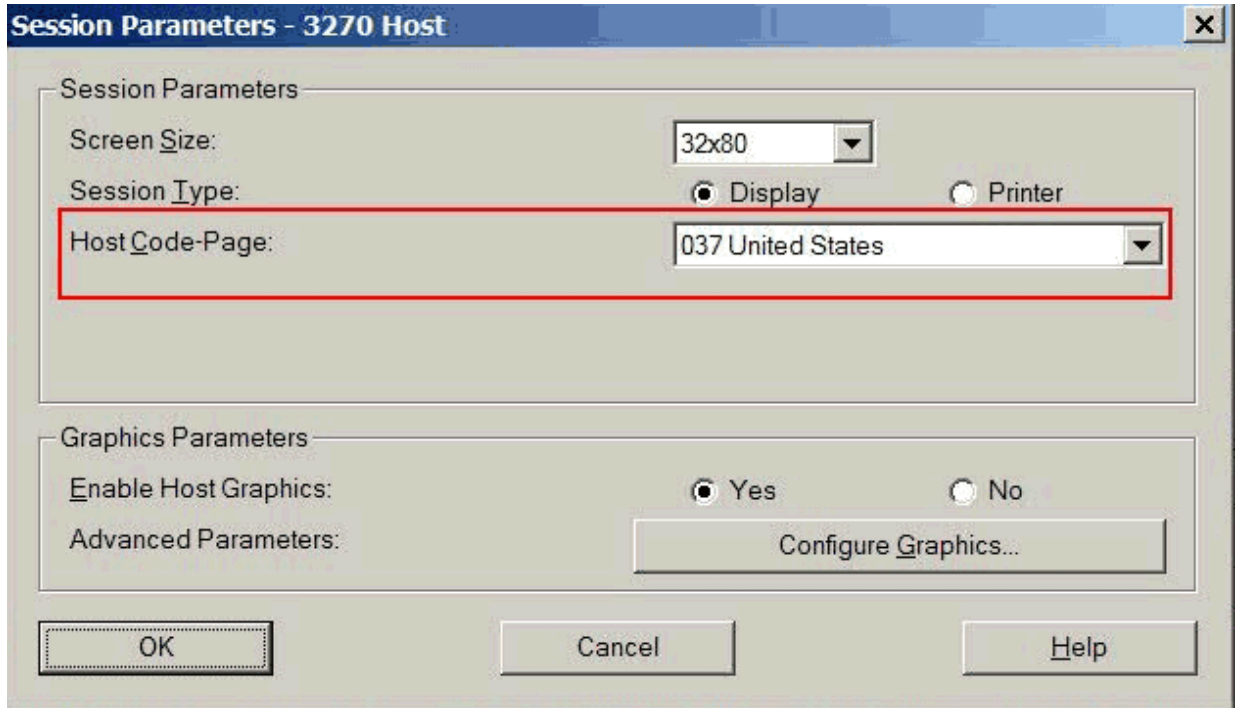 Session Parameters - 3270 Host
Session Parameters
Screen Size: 32x80
Session Type: Display Printer
Host Code-Page: 037 United States
Graphics Parameters
Enable Host Graphics: Yes No
Advanced Parameters: Configure Graphics...
OK Cancel Help